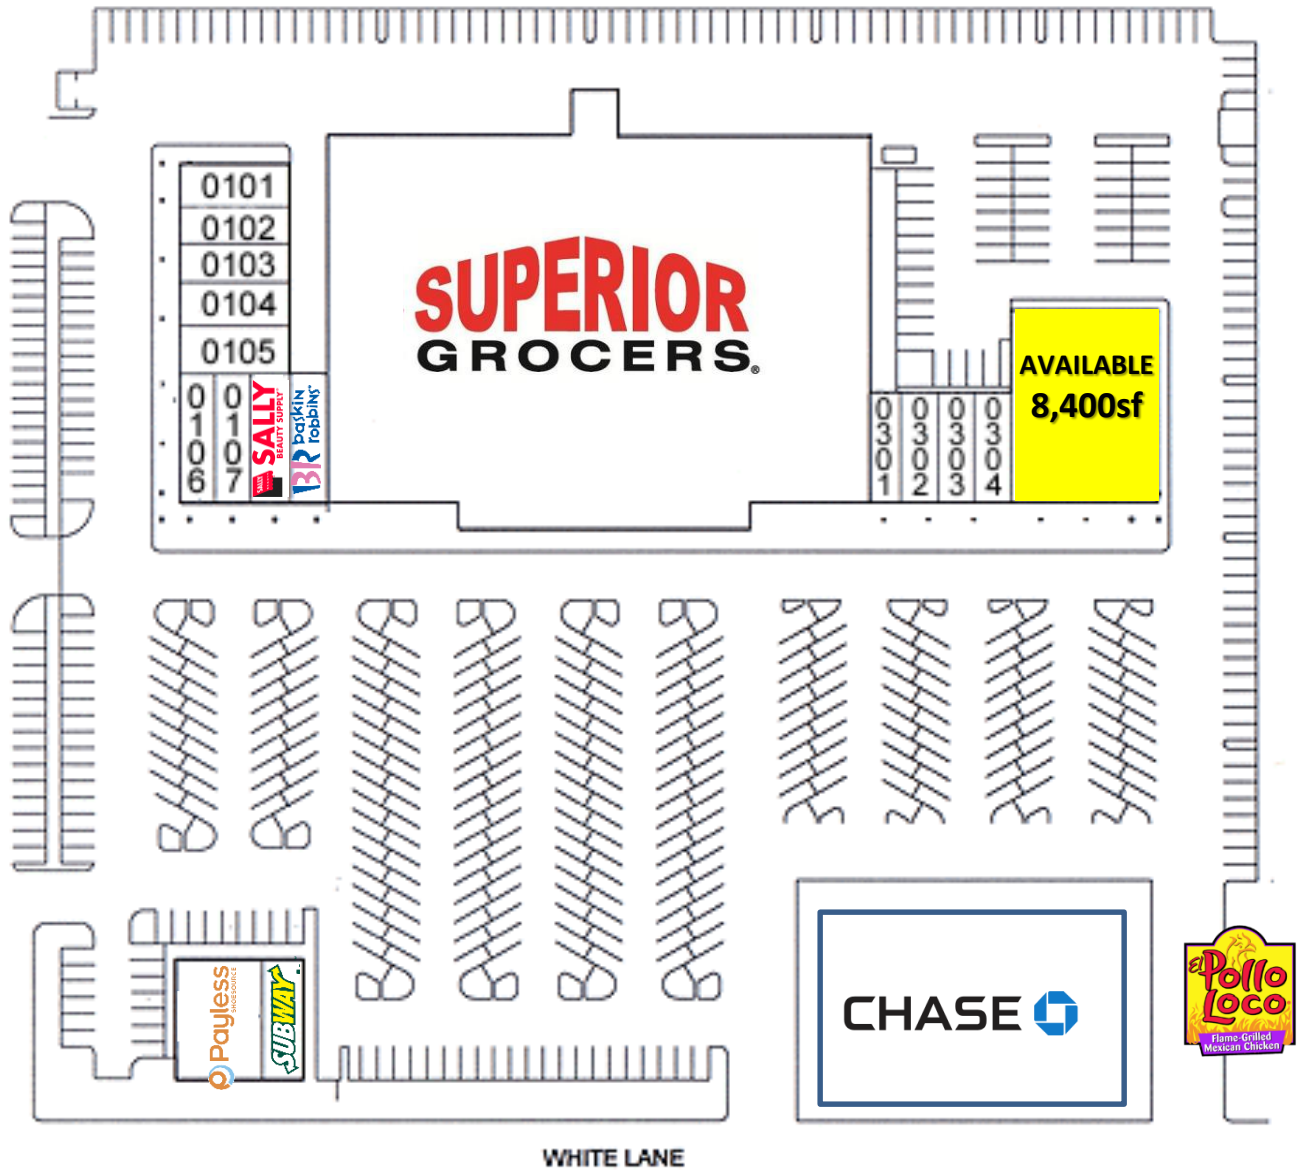 0101
0102
0103
0104
0105
0106
0107
SALLY
BEAUTY SUPPLY
SALLY
BR baskin robbins
SUPERIOR
GROCERS®
0301
0302
0303
0304
AVAILABLE
8,400sf
Payless
SHOESOURCE
SUBWAY
CHASE
El
Pollo
Loco
Flame-Grilled
Mexican Chicken
WHITE LANE